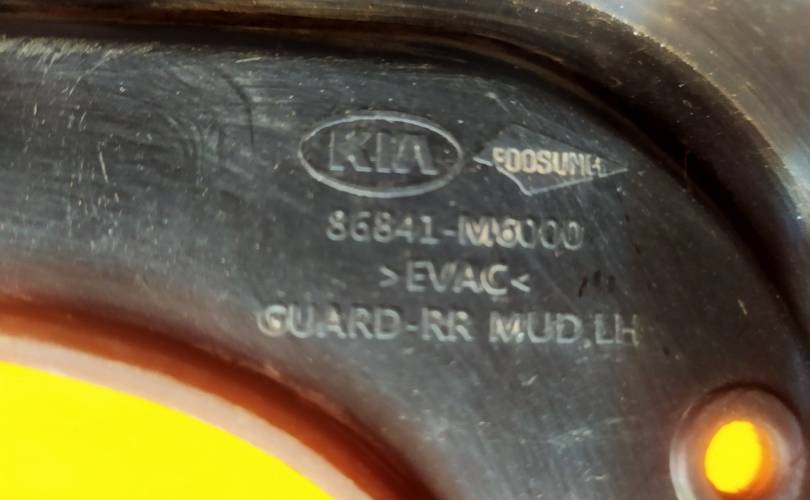 KIA DOOSUNG
86841-M6000
>EVAC<
GUARD-RR MUD,LH